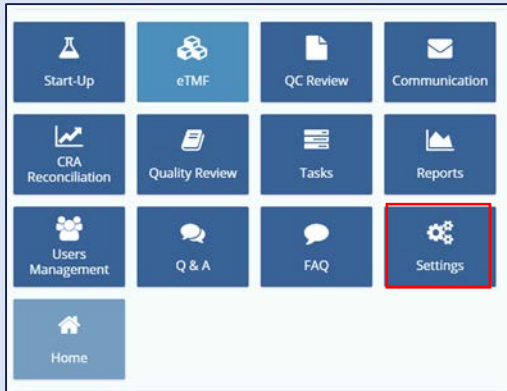 Start-Up
eTMF
QC Review
Communication
CRA
Reconciliation
Quality Review
Tasks
Reports
Users
Management
Q & A
FAQ
Settings
Home